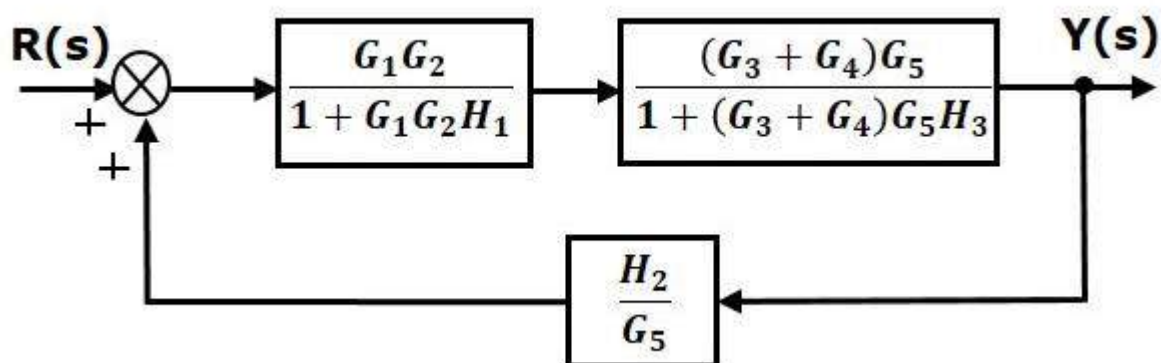 R(s)
Y(s)
+
+
G₁G₂
1 + G₁G₂H₁
(G₃ + G₄)G₅
1 + (G₃ + G₄)G₅H₃
H₂
G₅